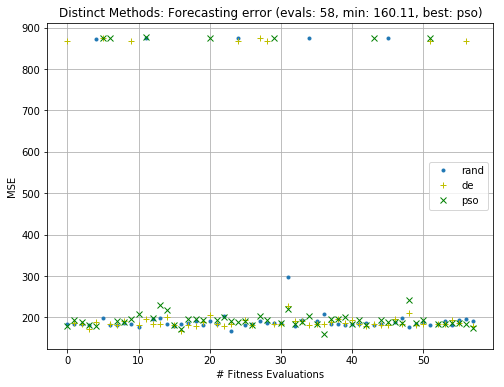 Distinct Methods: Forecasting error (evals: 58, min: 160.11, best: pso)
900
800
700
600
500
400
300
200
MSE
rand
de
pso
0
10
20
30
40
50
# Fitness Evaluations